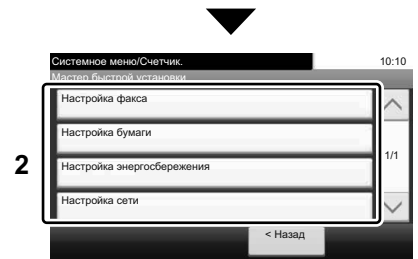 Системное меню/Счетчик. 10:10
Мастер быстрой установки
Настройка факса
Настройка бумаги
1/1
2
Настройка энергосбережения
Настройка сети
< Назад